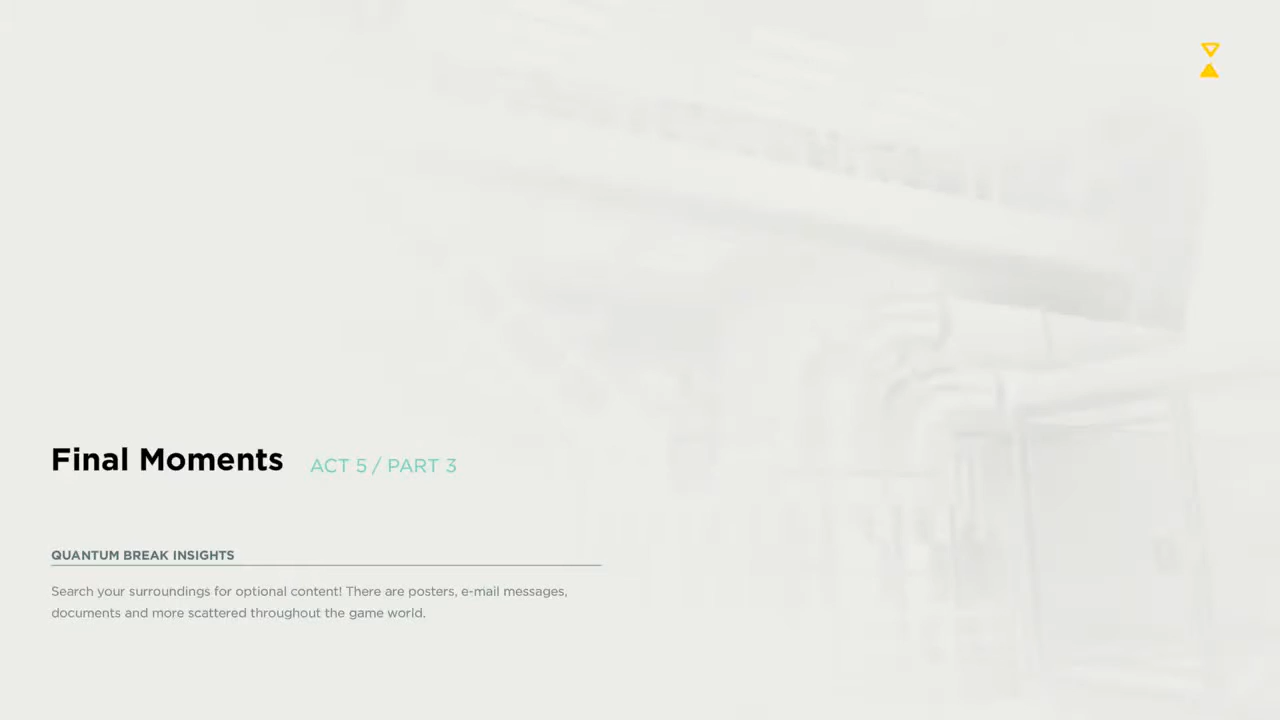 Final Moments ACT 5 / PART 3
QUANTUM BREAK INSIGHTS
Search your surroundings for optional content! There are posters, e-mail messages,
documents and more scattered throughout the game world.